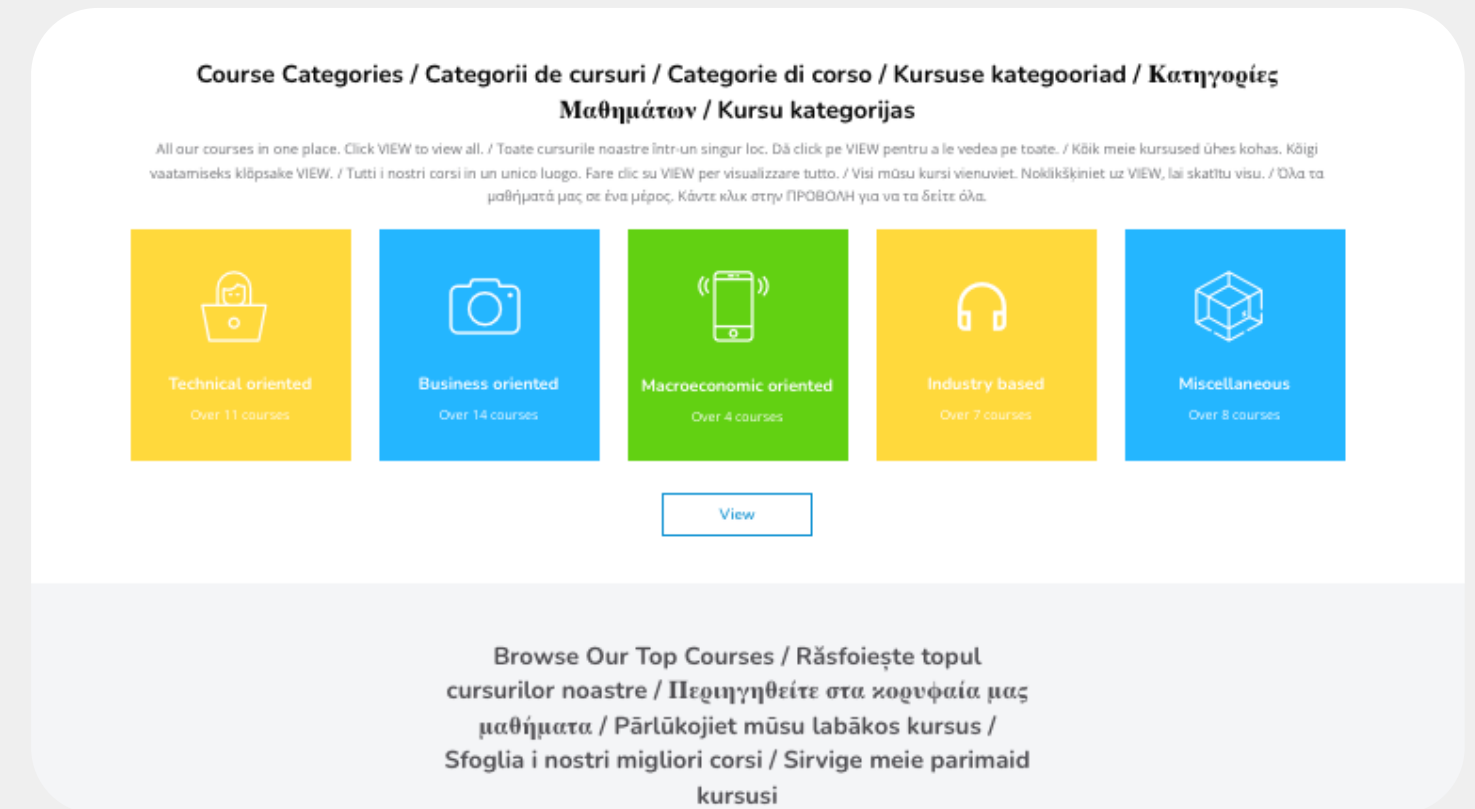 Course Categories / Categorii de cursuri / Categorie di corso / Kursuse kategooriad / Κατηγορίες
Μαθημάτων / Kursu kategorijas
All our courses in one place. Click VIEW to view all. / Toate cursurile noastre într-un singur loc. Dă click pe VIEW pentru a le vedea pe toate. / Kõik meie kursused ühes kohas. Kõigi
vaatamiseks klõpsake VIEW. / Tutti i nostri corsi in un unico luogo. Fare clic su VIEW per visualizzare tutto. / Visi mūsu kursi vienuviet. Noklikšķiniet uz VIEW, lai skatītu visu. / Όλα τα
μαθήματά μας σε ένα μέρος. Κάντε κλικ στην ΠΡΟΒΟΛΗ για να τα δείτε όλα.
Technical oriented
Over 11 courses
Business oriented
Over 14 courses
Macroeconomic oriented
Over 4 courses
Industry based
Over 7 courses
Miscellaneous
Over 8 courses
View
Browse Our Top Courses / Răsfoiește topul
cursurilor noastre / Περιηγηθείτε στα κορυφαία μας
μαθήματα / Pārlūkojiet mūsu labākos kursus /
Sfoglia i nostri migliori corsi / Sirvige meie parimaid
kursusi